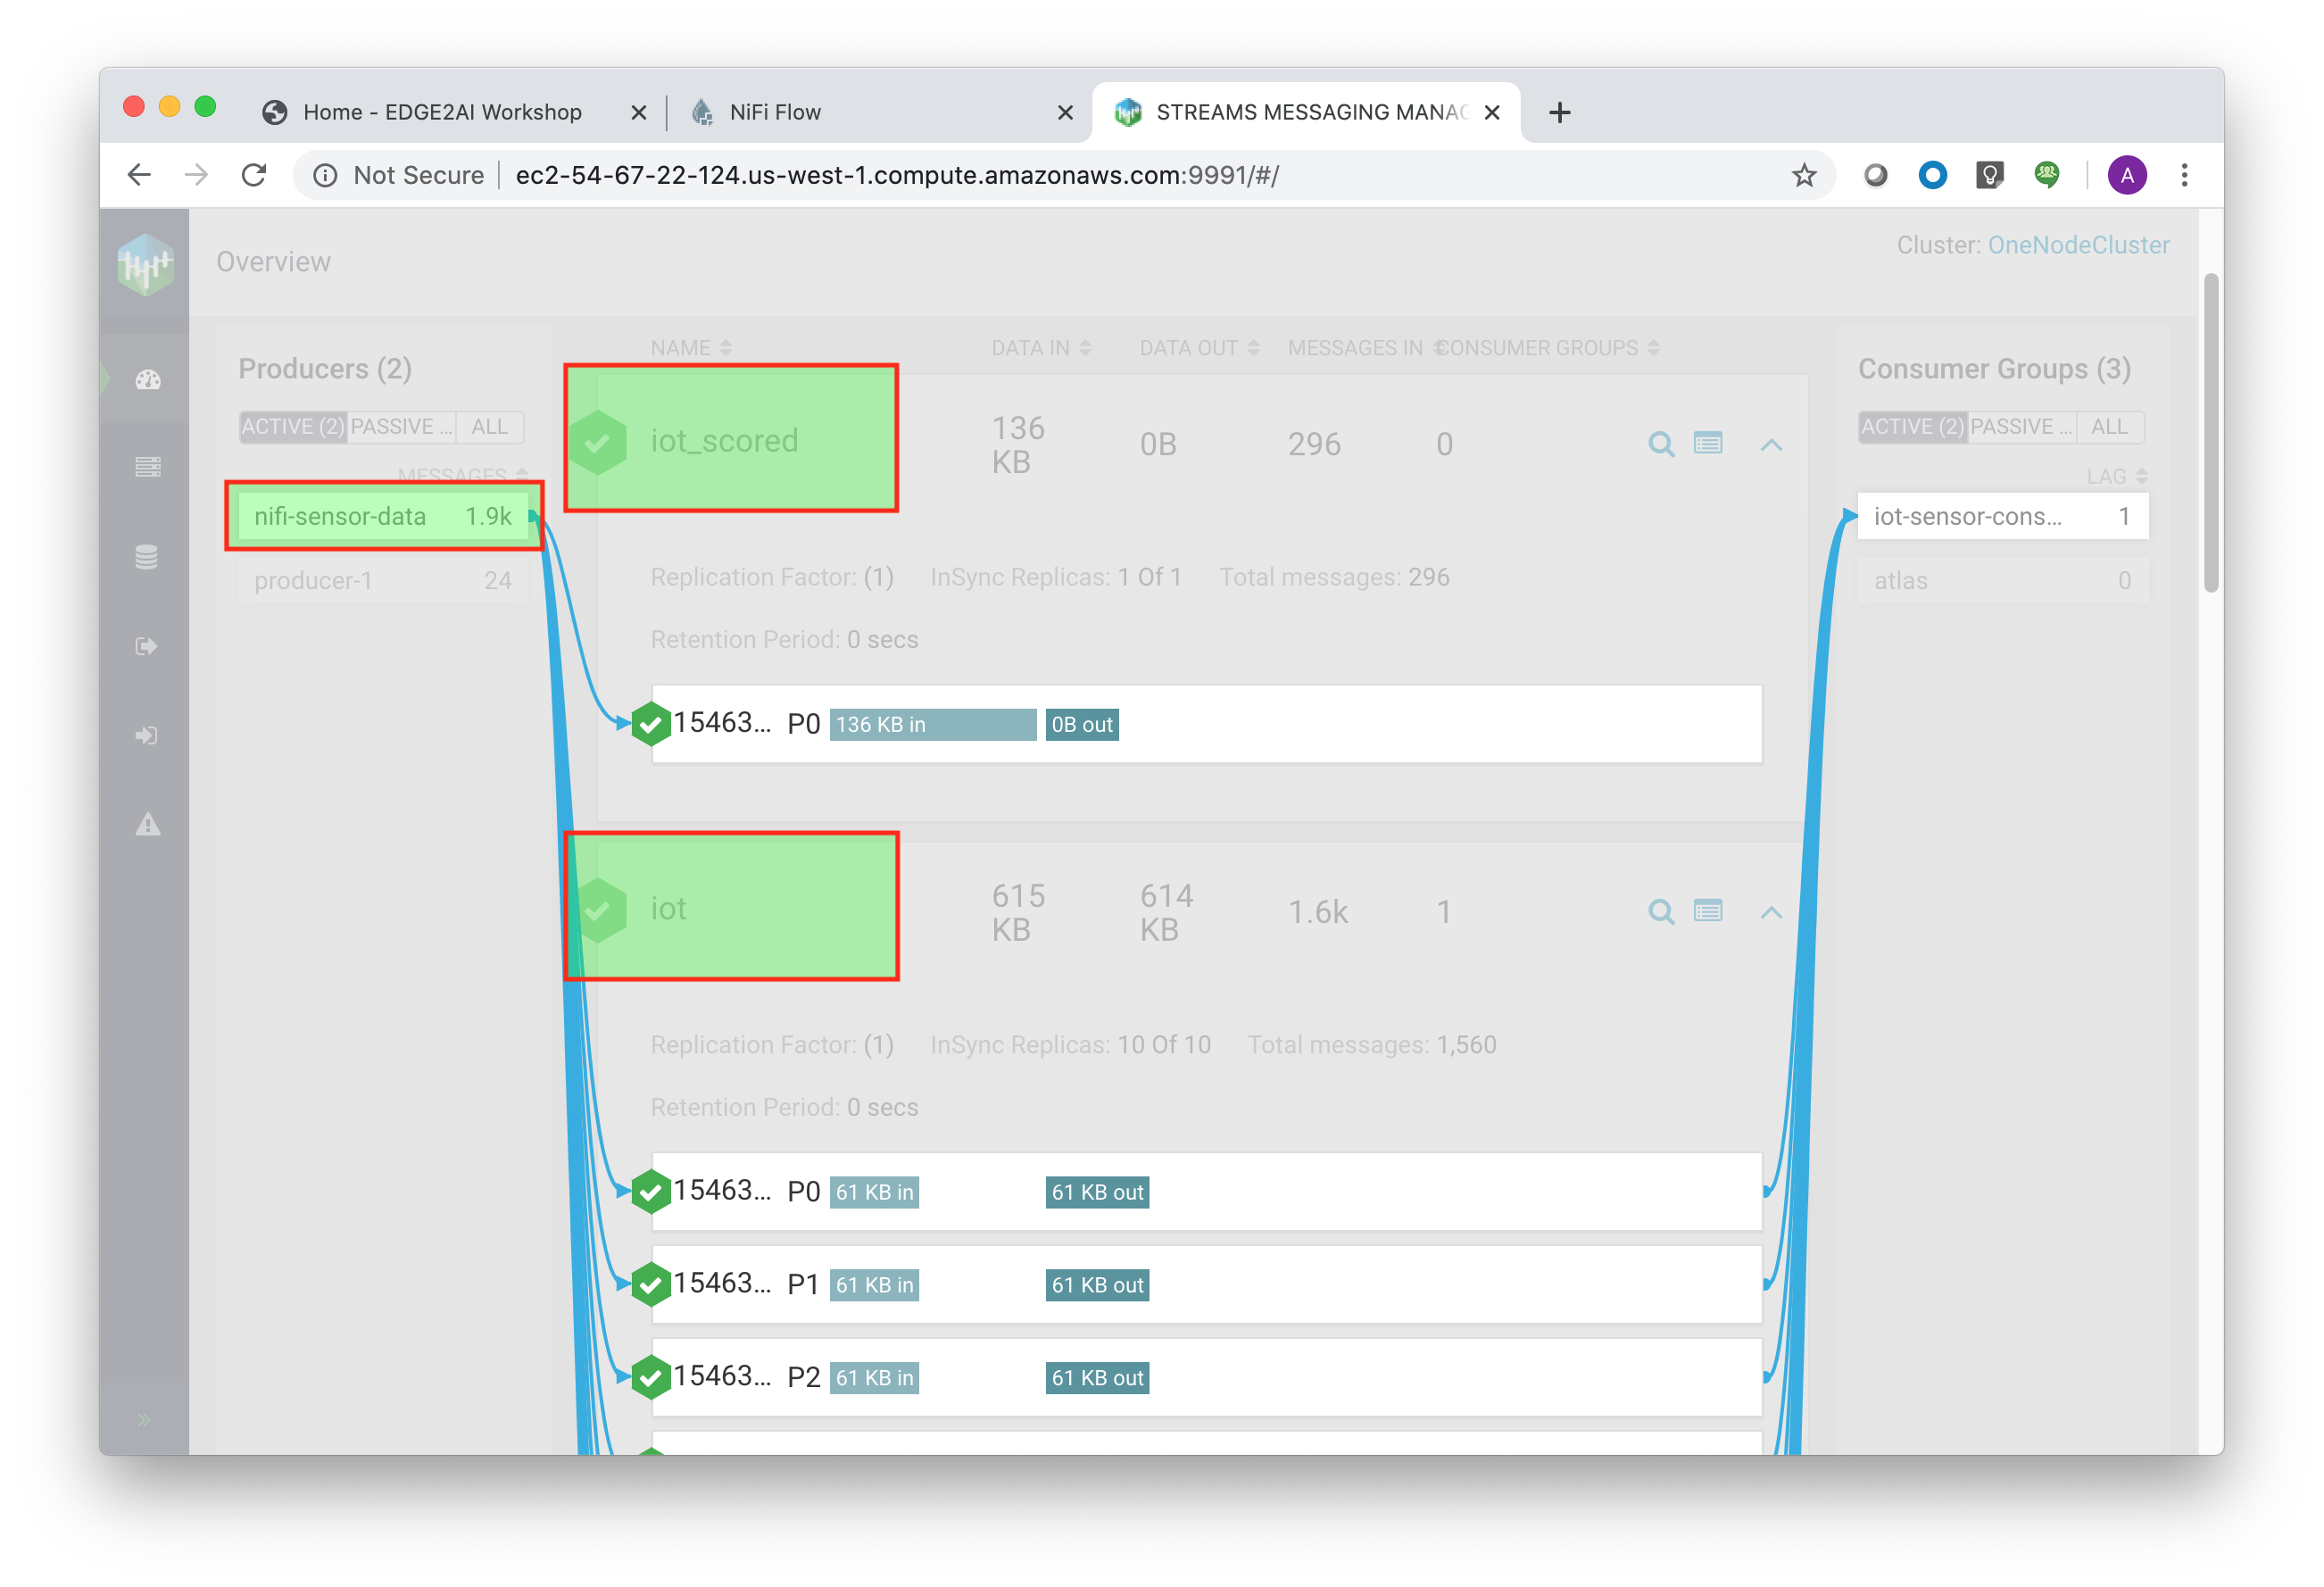 Home - EDGE2AI Workshop
NiFi Flow
STREAMS MESSAGING MANAG
Not Secure
ec2-54-67-22-124.us-west-1.compute.amazonaws.com:9991/#/
A
Overview
Cluster: OneNodeCluster
Producers (2)
ACTIVE (2) PASSIVE ... ALL
MESSAGES
nifi-sensor-data 1.9k
producer-1 24
NAME DATA IN DATA OUT MESSAGES IN CONSUMER GROUPS
iot_scored 136 KB 0B 296 0
Replication Factor: (1) InSync Replicas: 1 Of 1 Total messages: 296
Retention Period: 0 secs
15463... P0 136 KB in 0B out
iot 615 KB 614 KB 1.6k 1
Replication Factor: (1) InSync Replicas: 10 Of 10 Total messages: 1,560
Retention Period: 0 secs
15463... P0 61 KB in 61 KB out
15463... P1 61 KB in 61 KB out
15463... P2 61 KB in 61 KB out
Consumer Groups (3)
ACTIVE (2) PASSIVE ... ALL
LAG
iot-sensor-cons... 1
atlas 0